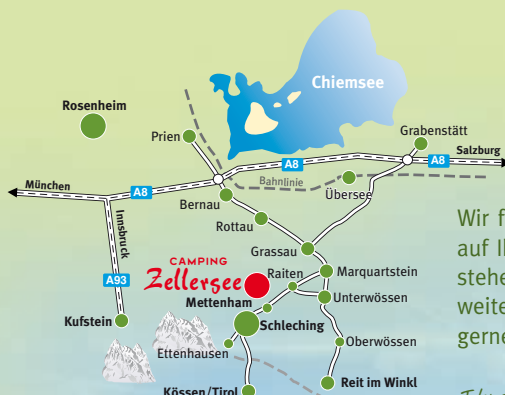 Chiemsee
Rosenheim
Prien
Grabenstätt
A8
A8
Salzburg
Bahnlinie
München
A8
Übersee
Bernau
Innsbruck
Rottau
Wir f
auf Ih
Grassau
CAMPING
Zellersee
Raiten
Marquartstein
stehe
A93
Mettenham
Unterwössen
weite
Kufstein
Schleching
Oberwössen
gerne
Ettenhausen
Reit im Winkl
Kössen/Tirol